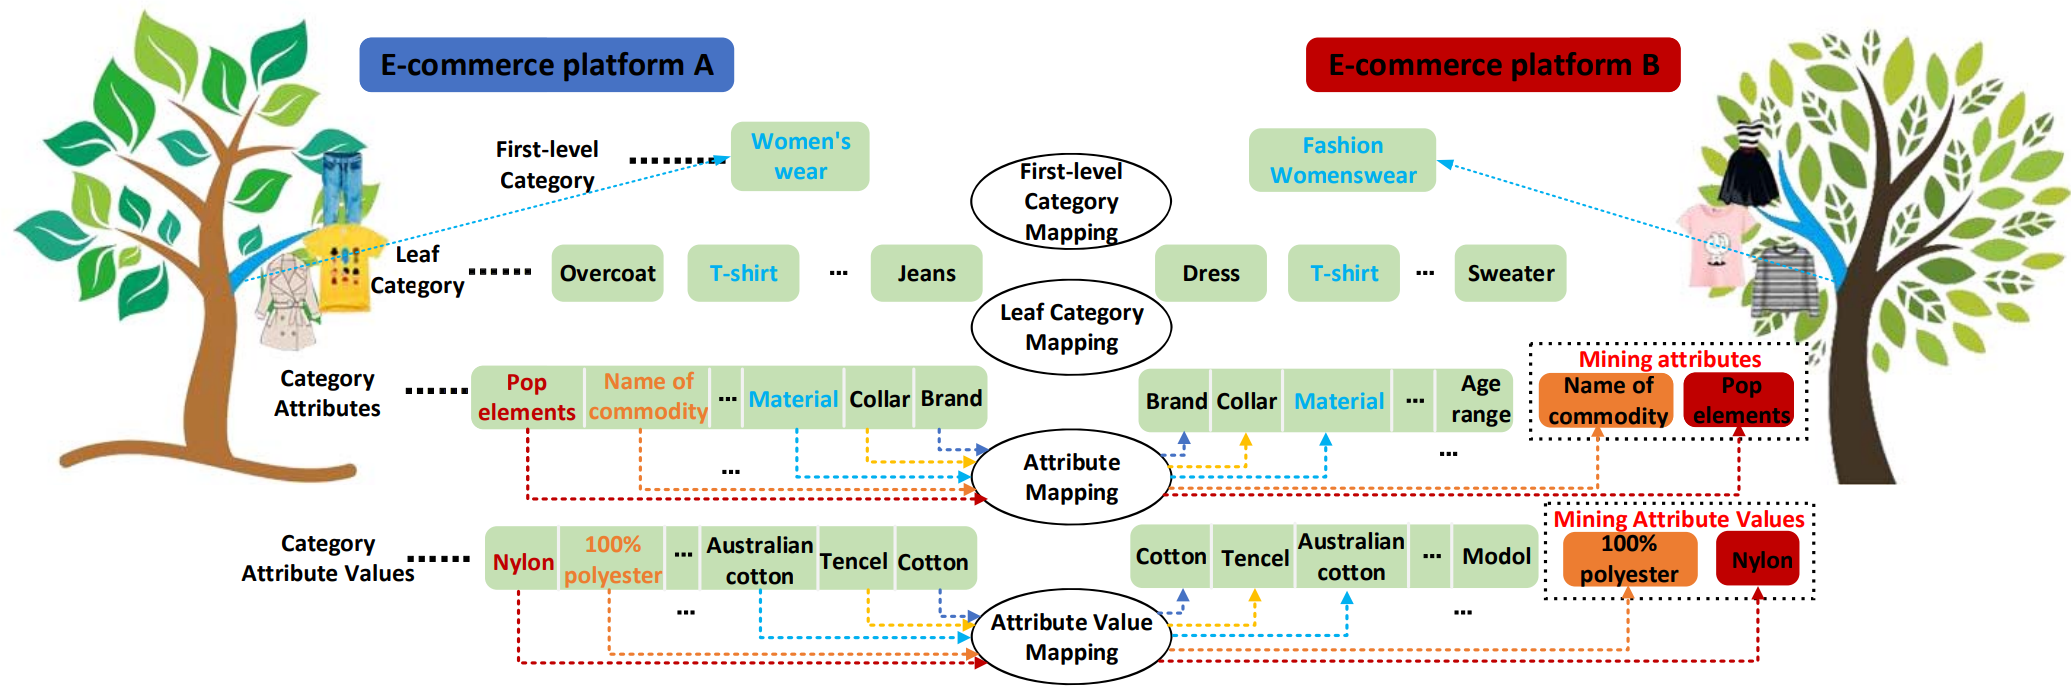 E-commerce platform A
E-commerce platform B
First-level
Category
Women's
wear
First-level
Category
Mapping
Fashion
Womenswear
Leaf
Category
Overcoat
T-shirt
...
Jeans
Leaf Category
Mapping
Dress
T-shirt
...
Sweater
Category
Attributes
Pop
elements
Name of
commodity
...
Material
Collar
Brand
...
Attribute
Mapping
Brand
Collar
Material
...
Age
range
...
Mining attributes
Name of
commodity
Pop
elements
Category
Attribute Values
Nylon
100%
polyester
...
Australian
cotton
Tencel
Cotton
...
Attribute Value
Mapping
Cotton
Tencel
Australian
cotton
...
Modol
...
Mining Attribute Values
100%
polyester
Nylon